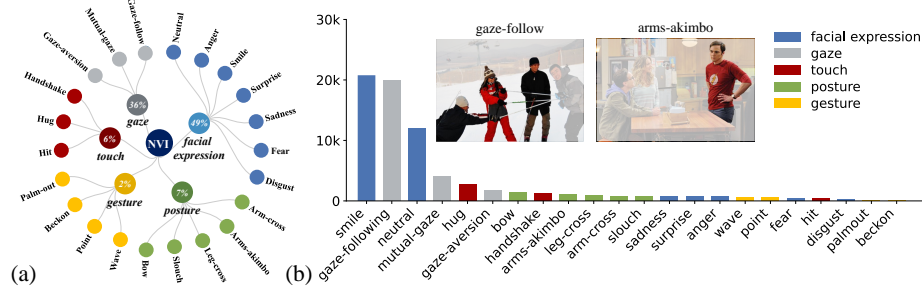 (a)
Neutral
Anger
Smile
Surprise
Sadness
Fear
Disgust
Arm-cross
Arms-akimbo
Leg-cross
Slouch
Bow
Wave
Point
Beckon
Palm-out
Hit
Hug
Handshake
Gaze-aversion
Mutual-gaze
Gaze-follow
36%
gaze
49%
facial
expression
6%
touch
NVI
2%
gesture
7%
posture
(b)
30k
20k
10k
0
gaze-follow
arms-akimbo
facial expression
gaze
touch
posture
gesture
smile
gaze-following
neutral
mutual-gaze
hug
gaze-aversion
bow
handshake
arms-akimbo
leg-cross
arm-cross
slouch
sadness
surprise
anger
wave
point
fear
hit
disgust
palmout
beckon